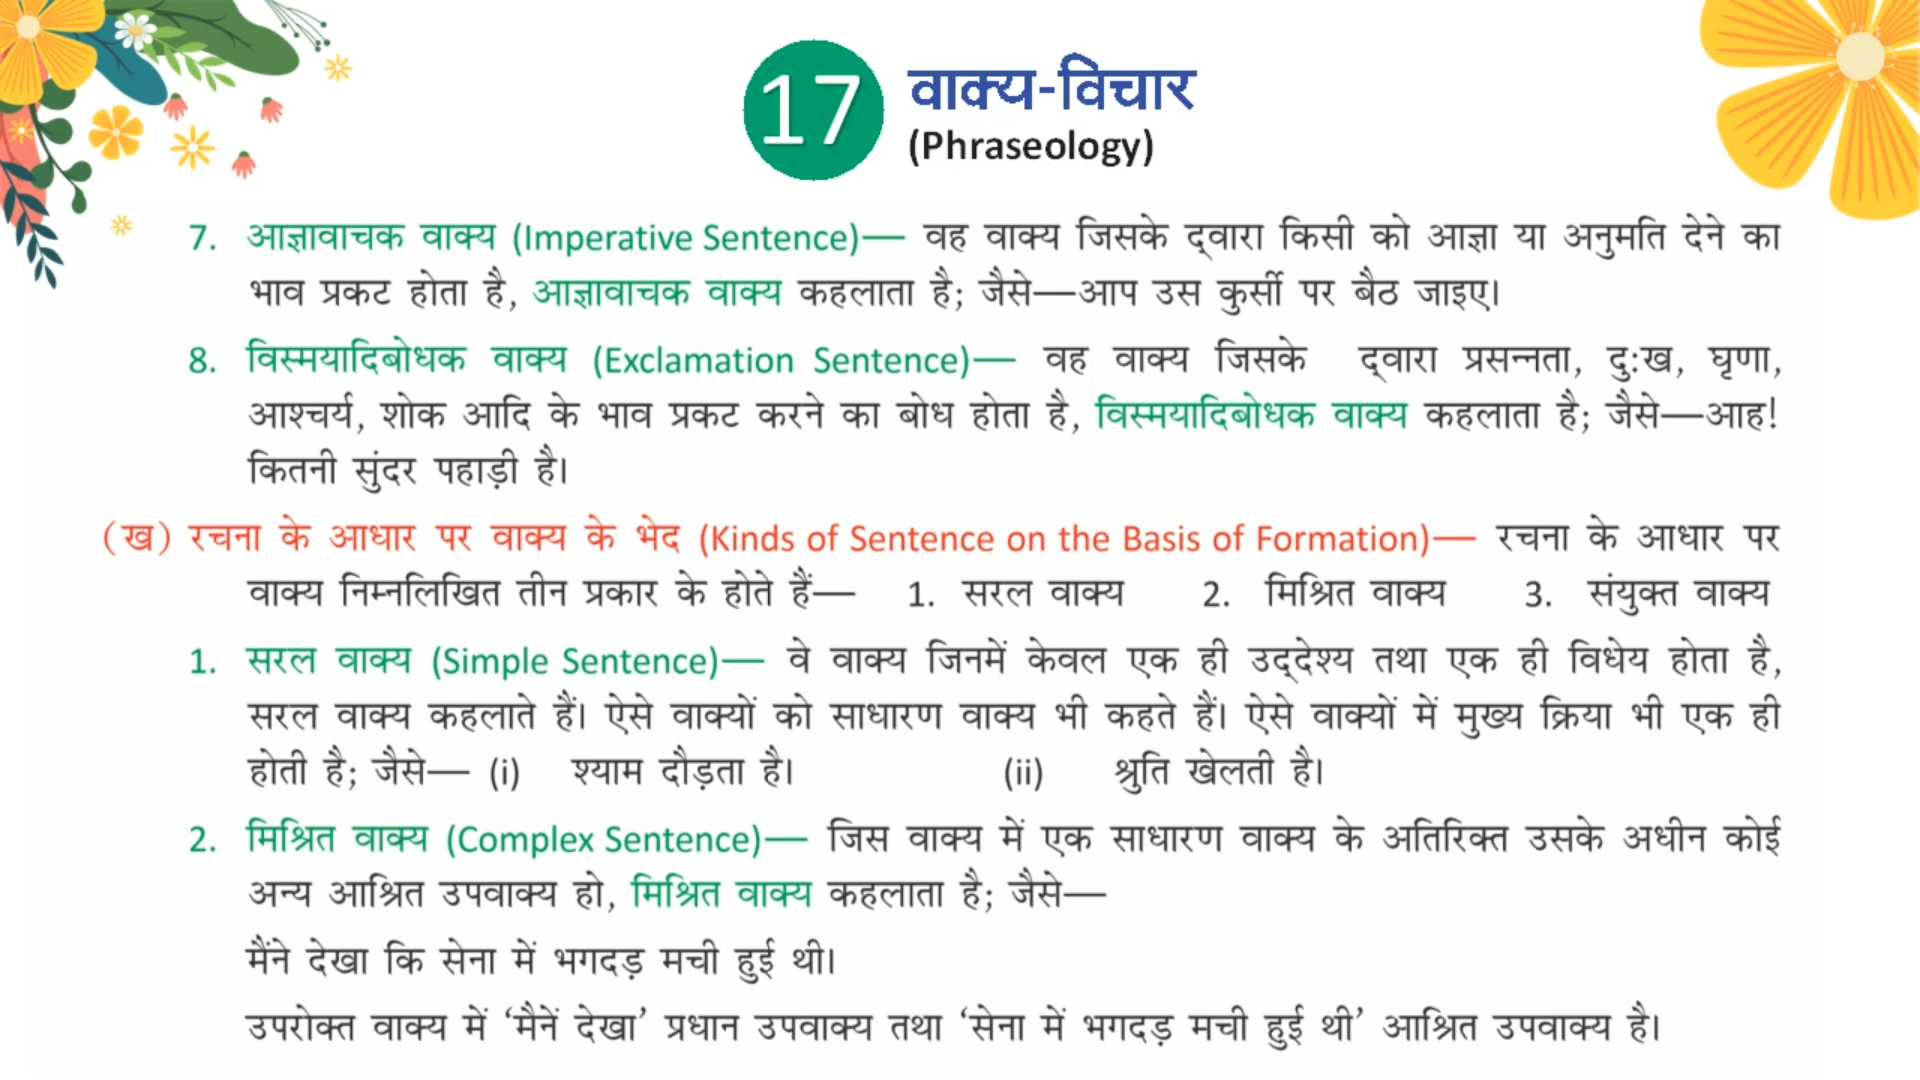 17 वाक्य-विचार
(Phraseology)
7. आज्ञावाचक वाक्य (Imperative Sentence)— वह वाक्य जिसके द्‌वारा किसी को आज्ञा या अनुमति देने का
भाव प्रकट होता है, आज्ञावाचक वाक्य कहलाता है; जैसे—आप उस कुर्सी पर बैठ जाइए।
8. विस्मयादिबोधक वाक्य (Exclamation Sentence)— वह वाक्य जिसके द्‌वारा प्रसन्नता, दुःख, घृणा,
आश्चर्य, शोक आदि के भाव प्रकट करने का बोध होता है, विस्मयादिबोधक वाक्य कहलाता है; जैसे—आह!
कितनी सुंदर पहाड़ी है।
(ख) रचना के आधार पर वाक्य के भेद (Kinds of Sentence on the Basis of Formation)— रचना के आधार पर
वाक्य निम्नलिखित तीन प्रकार के होते हैं— 1. सरल वाक्य 2. मिश्रित वाक्य 3. संयुक्त वाक्य
1. सरल वाक्य (Simple Sentence)— वे वाक्य जिनमें केवल एक ही उद्‌देश्य तथा एक ही विधेय होता है,
सरल वाक्य कहलाते हैं। ऐसे वाक्यों को साधारण वाक्य भी कहते हैं। ऐसे वाक्यों में मुख्य क्रिया भी एक ही
होती है; जैसे— (i) श्याम दौड़ता है। (ii) श्रुति खेलती है।
2. मिश्रित वाक्य (Complex Sentence)— जिस वाक्य में एक साधारण वाक्य के अतिरिक्त उसके अधीन कोई
अन्य आश्रित उपवाक्य हो, मिश्रित वाक्य कहलाता है; जैसे—
मैंने देखा कि सेना में भगदड़ मची हुई थी।
उपरोक्त वाक्य में ‘मैनें देखा’ प्रधान उपवाक्य तथा ‘सेना में भगदड़ मची हुई थी’ आश्रित उपवाक्य है।